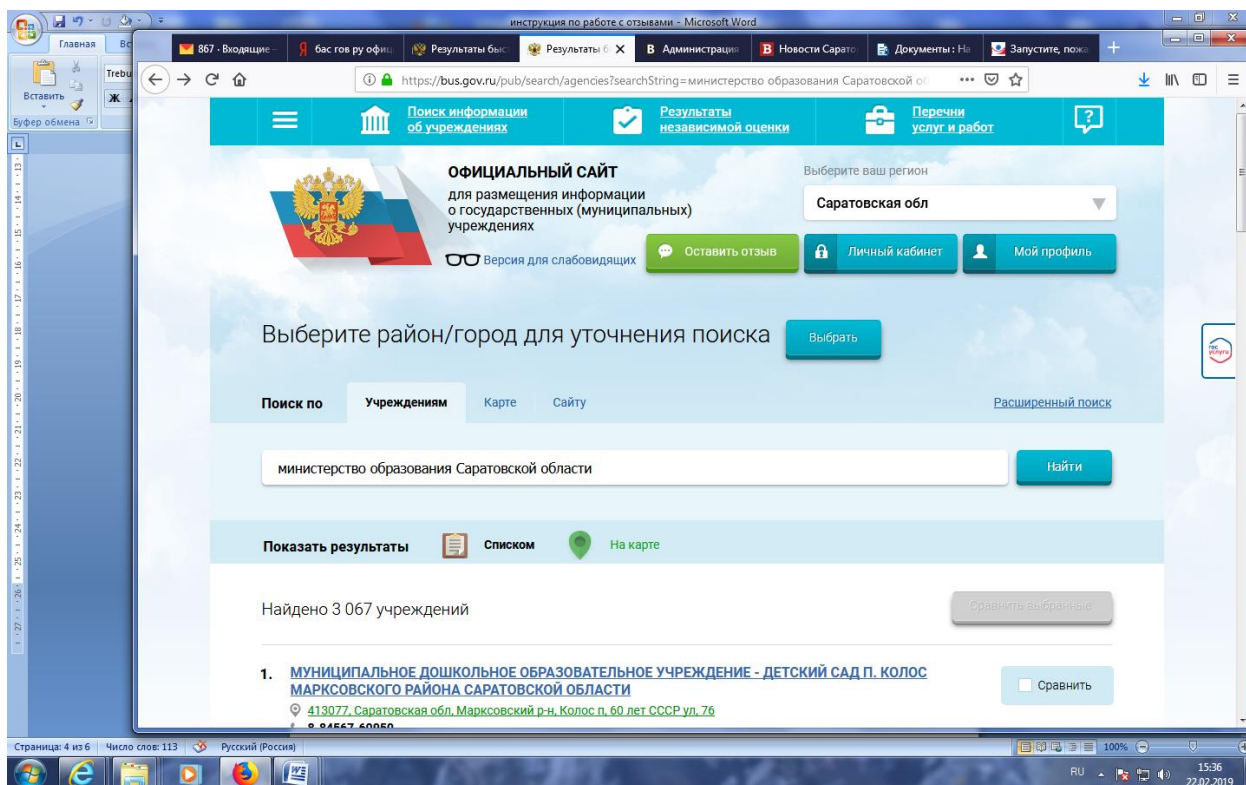 инструкция по работе с отзывами - Microsoft Word
Главная
Вставить
Буфер обмена
Trebu
Ж
867 · Входящие –
бас гов ру офиц
Результаты быс
Результаты б
Администрация
Новости Сарато
Документы : На
Запустите, пожа
https://bus.gov.ru/pub/search/agencies?searchString=министерство образования Саратовской о
Поиск информации
об учреждениях
Результаты
независимой оценки
Перечни
услуг и работ
ОФИЦИАЛЬНЫЙ САЙТ
для размещения информации
о государственных (муниципальных)
учреждениях
Версия для слабовидящих
Выберите ваш регион
Саратовская обл
Оставить отзыв
Личный кабинет
Мой профиль
Выберите район/город для уточнения поиска
Выбрать
гос
услуги
Поиск по
Учреждениям
Карте
Сайту
Расширенный поиск
министерство образования Саратовской области
Найти
Показать результаты
Списком
На карте
Найдено 3 067 учреждений
Сравнить выбранные
1. МУНИЦИПАЛЬНОЕ ДОШКОЛЬНОЕ ОБРАЗОВАТЕЛЬНОЕ УЧРЕЖДЕНИЕ - ДЕТСКИЙ САД П. КОЛОС
МАРКСОВСКОГО РАЙОНА САРАТОВСКОЙ ОБЛАСТИ
Сравнить
413077, Саратовская обл, Марксовский р-н, Колос п, 60 лет СССР ул, 76
8-84567-60050
Страница: 4 из 6
Число слов: 113
Русский (Россия)
100%
RU
15:36
22.02.2019